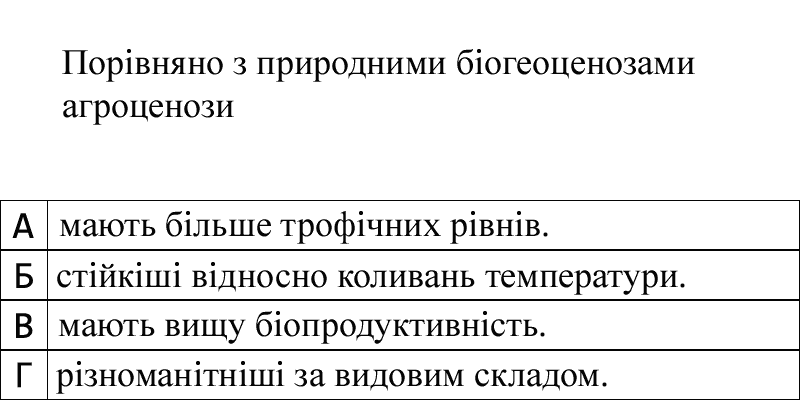 Порівняно з природними біогеоценозами
агроценози
А мають більше трофічних рівнів.
Б стійкіші відносно коливань температури.
В мають вищу біопродуктивність.
Г різноманітніші за видовим складом.